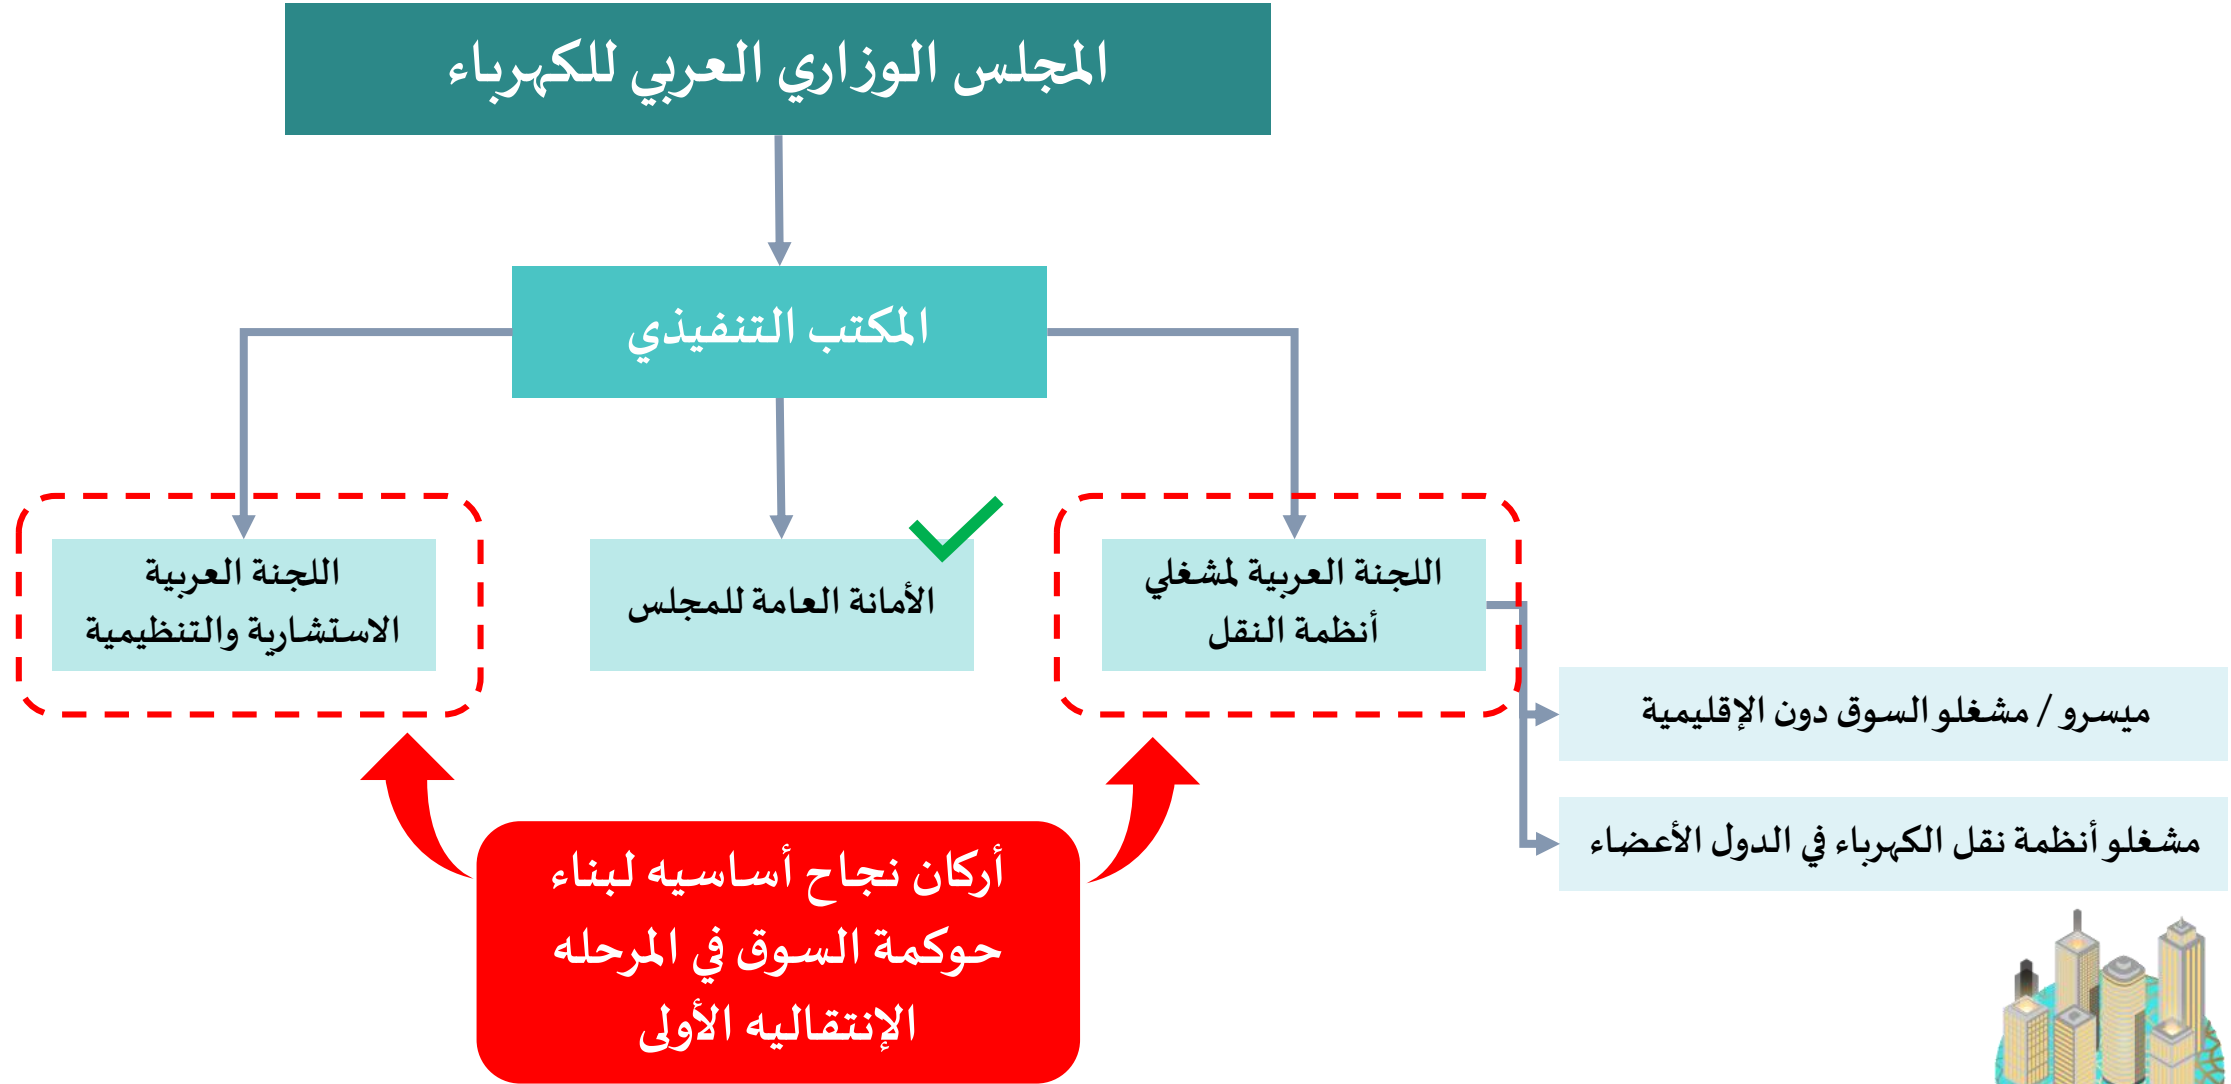 المجلس الوزاري العربي للكهرباء
المكتب التنفيذي
اللجنة العربية لمشغلي
أنظمة النقل
الأمانة العامة للمجلس
اللجنة العربية
الاستشارية والتنظيمية
ميسرو / مشغلو السوق دون الإقليمية
مشغلو أنظمة نقل الكهرباء في الدول الأعضاء
أركان نجاح أساسيه لبناء
حوكمة السوق في المرحله
الإنتقاليه الأولى